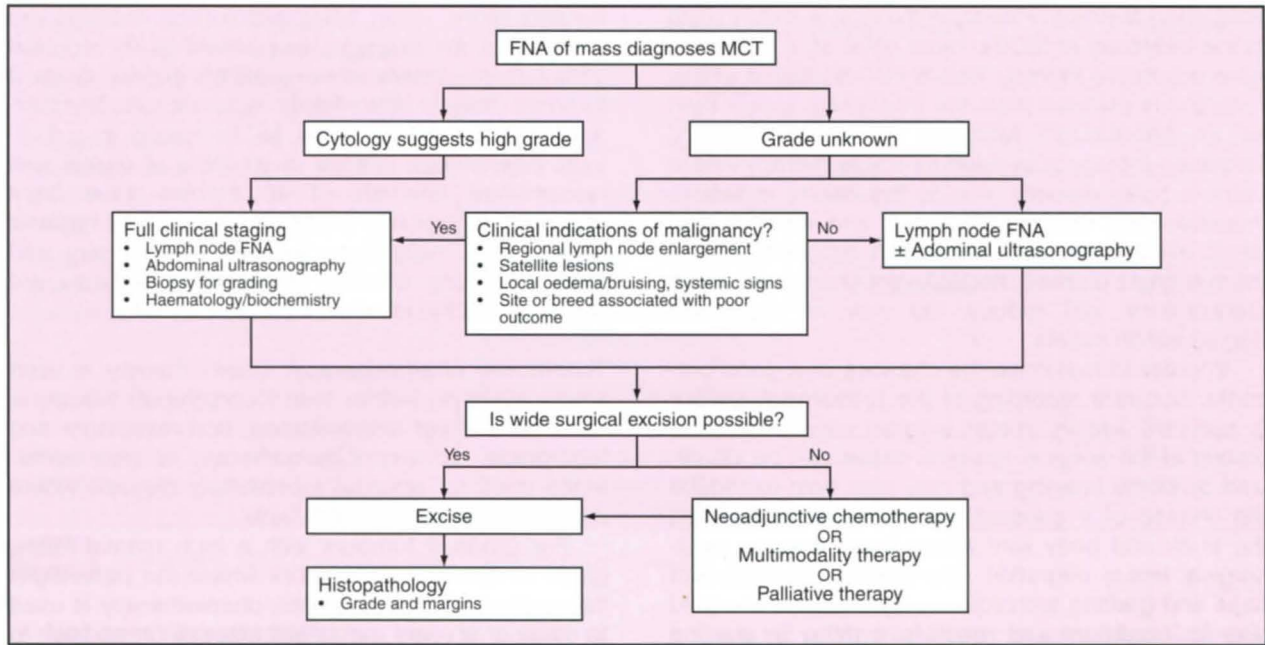 FNA of mass diagnoses MCT
Cytology suggests high grade
Grade unknown
Full clinical staging
• Lymph node FNA
• Abdominal ultrasonography
• Biopsy for grading
• Haematology/biochemistry
Yes
Clinical indications of malignancy?
• Regional lymph node enlargement
• Satellite lesions
• Local oedema/bruising, systemic signs
• Site or breed associated with poor
outcome
No
Lymph node FNA
± Adominal ultrasonography
Is wide surgical excision possible?
Yes
No
Excise
Neoadjunctive chemotherapy
OR
Multimodality therapy
OR
Palliative therapy
Histopathology
• Grade and margins